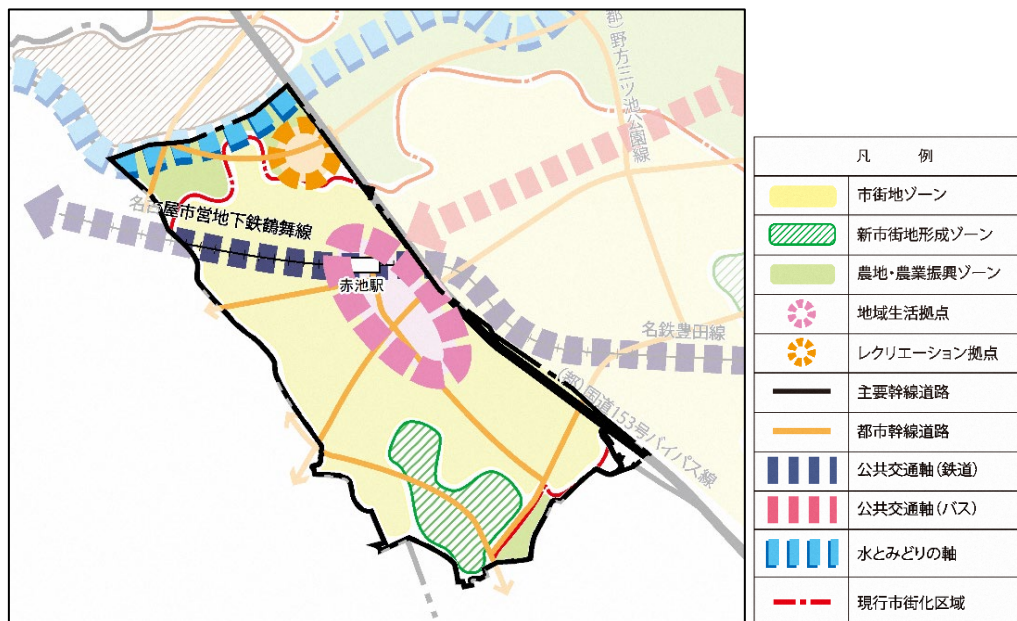 (都)野方三ツ池公園線
名古屋市営地下鉄鶴舞線
赤池駅
名鉄豊田線
(都)国道153号バイパス線
凡 例
市街地ゾーン
新市街地形成ゾーン
農地・農業振興ゾーン
地域生活拠点
レクリエーション拠点
主要幹線道路
都市幹線道路
公共交通軸(鉄道)
公共交通軸(バス)
水とみどりの軸
現行市街化区域